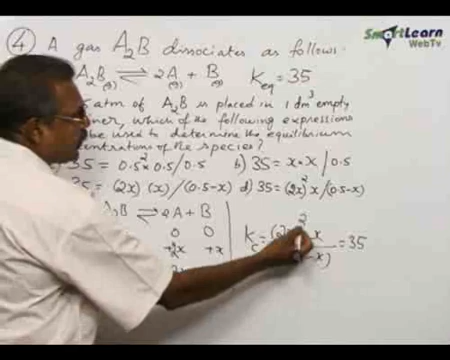 SmartLearn
WebTv
④ A gas A₂B dissociates as follows.
A₂B(g) ⇌ 2A(g) + B(g) Keq = 35
5 atm of A₂B is placed in 1 dm³ empty
which of the following expressions
be used to determine the equilibrium
of the species?
35 = 0.5² × 0.5/0.5 b) 35 = x·x/0.5
= (2x)(x)/(0.5-x) d) 35 = (2x)² x/(0.5-x)
A₂B ⇌ 2A + B
0 0
+2x +x
Kc = (2x)² x = 35
-x)